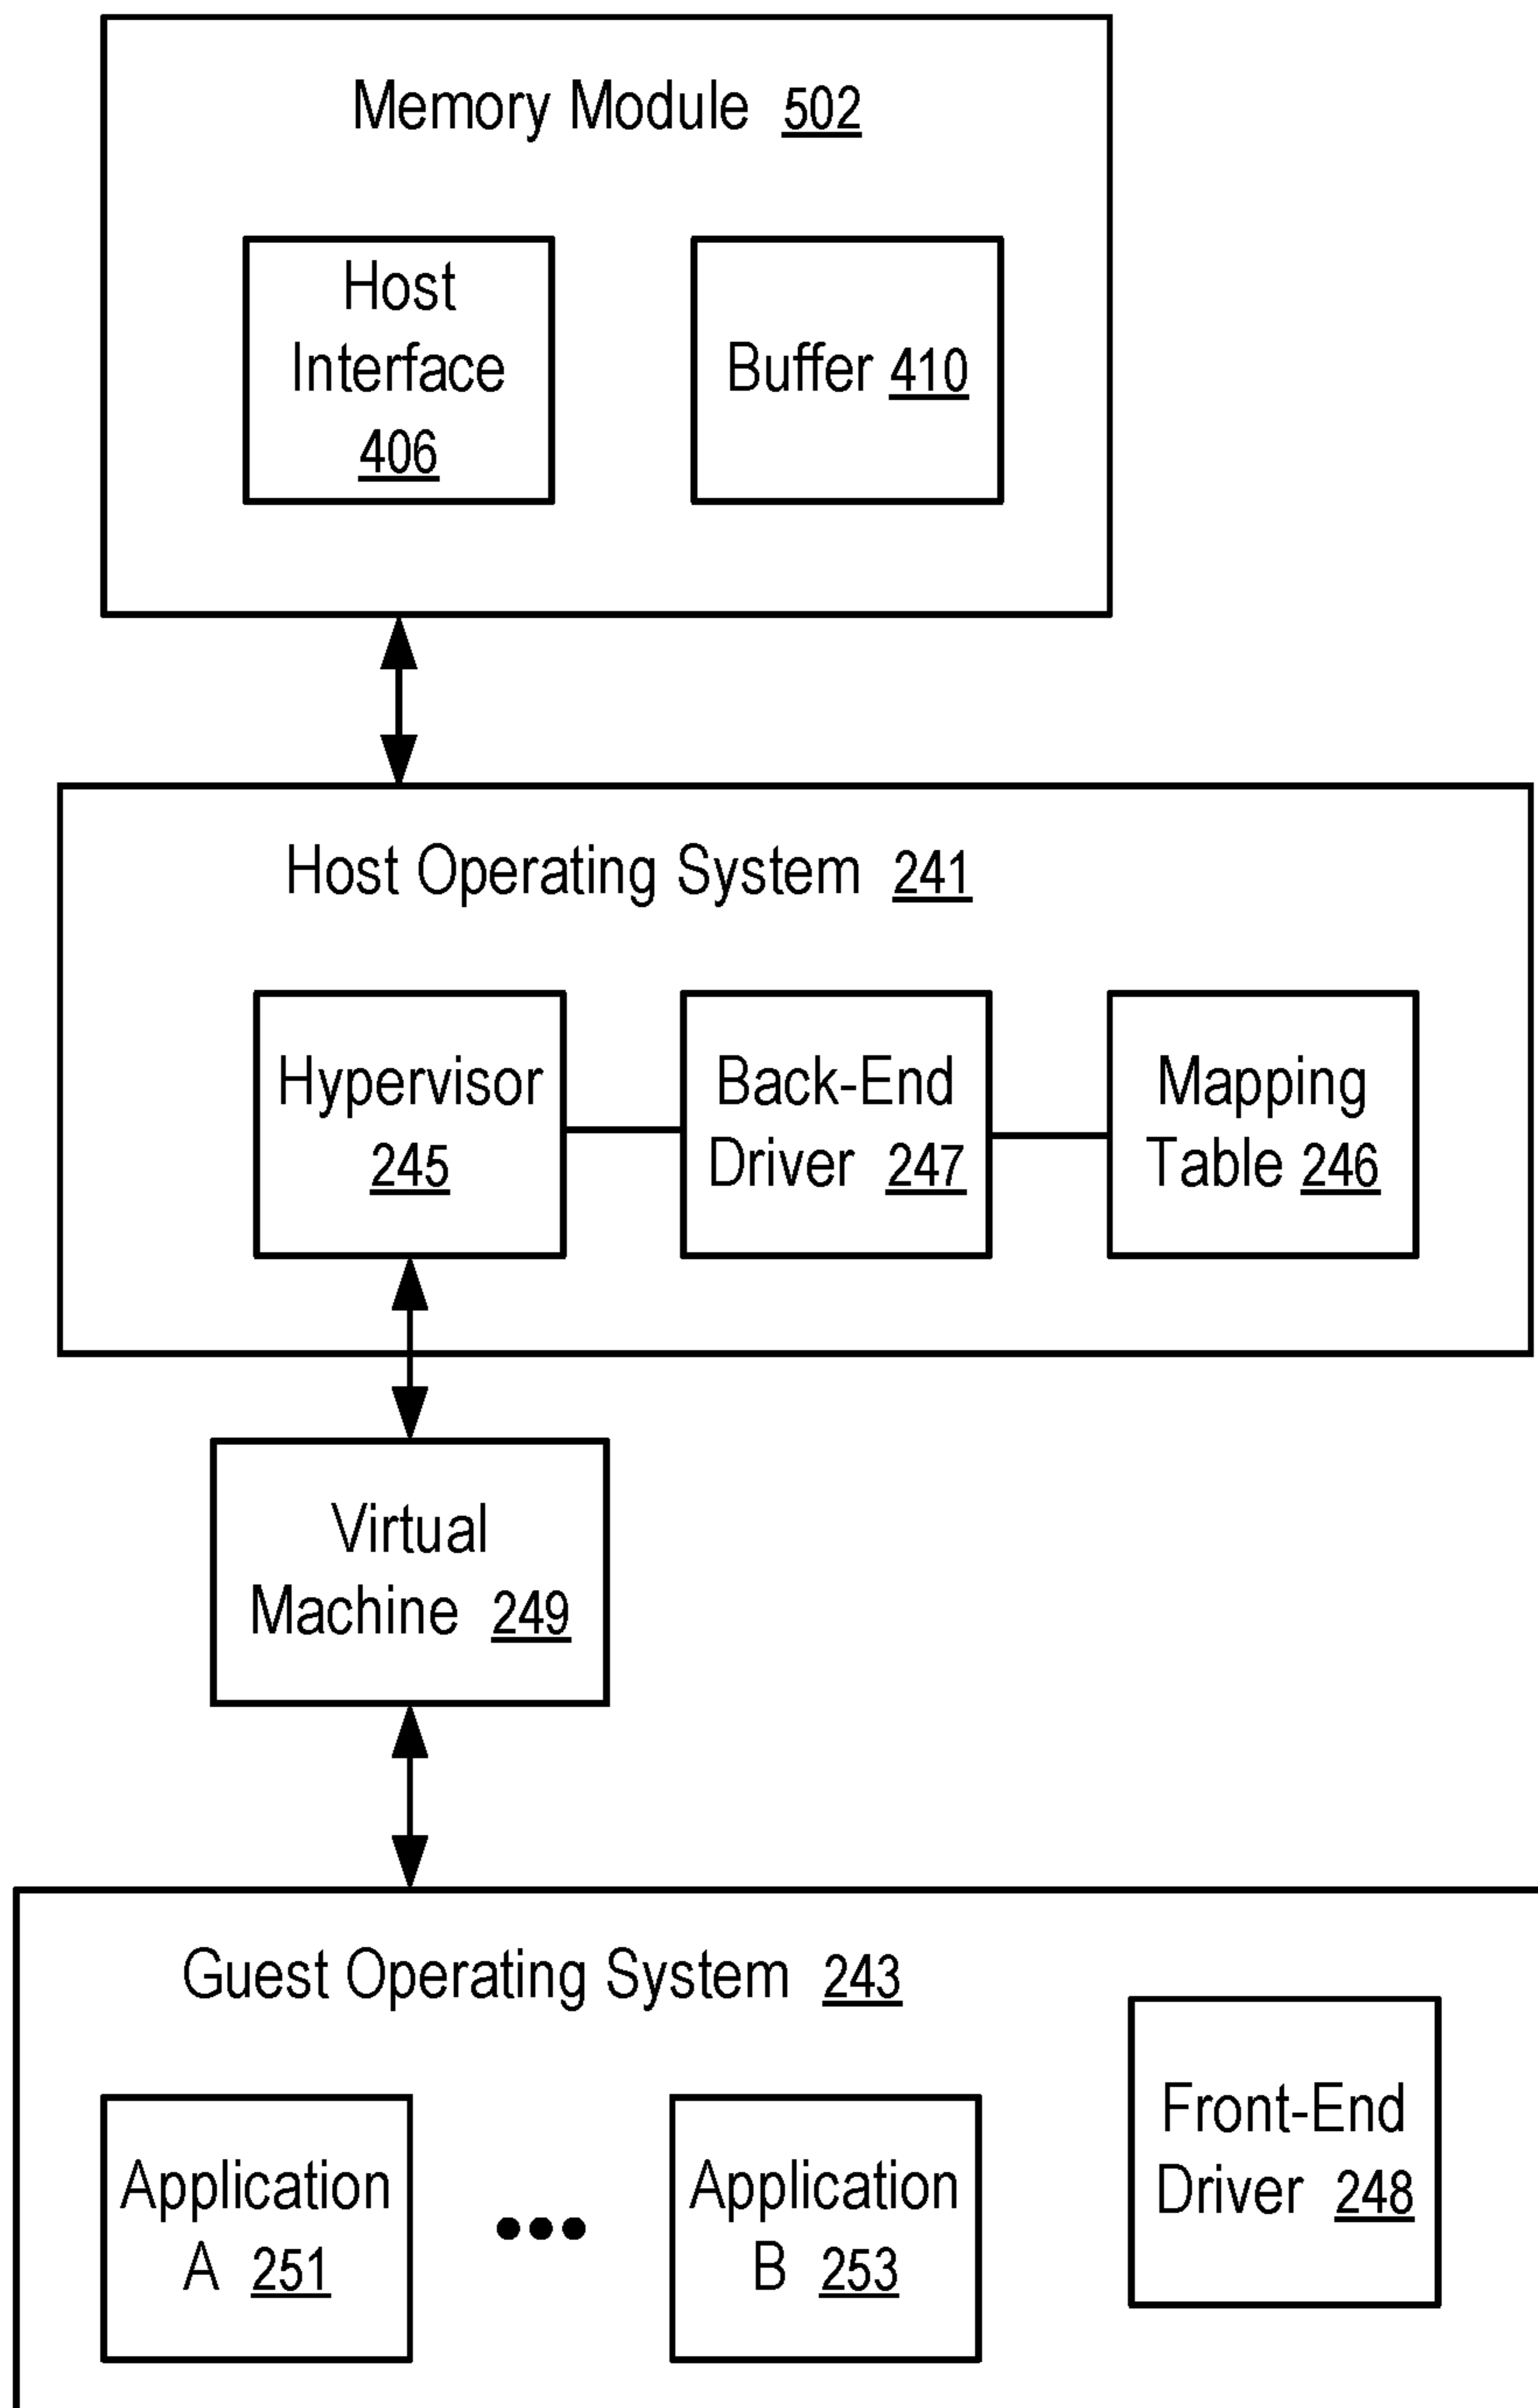 Memory Module 502
Host
Interface
406
Buffer 410
Host Operating System 241
Hypervisor
245
Back-End
Driver 247
Mapping
Table 246
Virtual
Machine 249
Guest Operating System 243
Application
A 251
•••
Application
B 253
Front-End
Driver 248